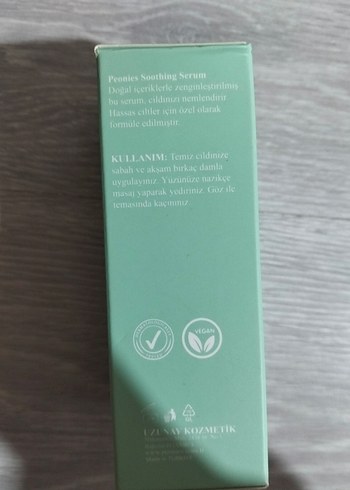 Peonies Soothing Serum
Doğal içeriklerle zenginleştirilmiş
bu serum, cildinizi nemlendirir.
Hassas ciltler için özel olarak
formüle edilmiştir.
KULLANIM: Temiz cildinize
sabah ve akşam birkaç damla
uygulayınız. Yüzünüze nazikçe
masaj yaparak yediriniz. Göz ile
temasından kaçınınız.
VEGAN
UZUNAY KOZMETİK